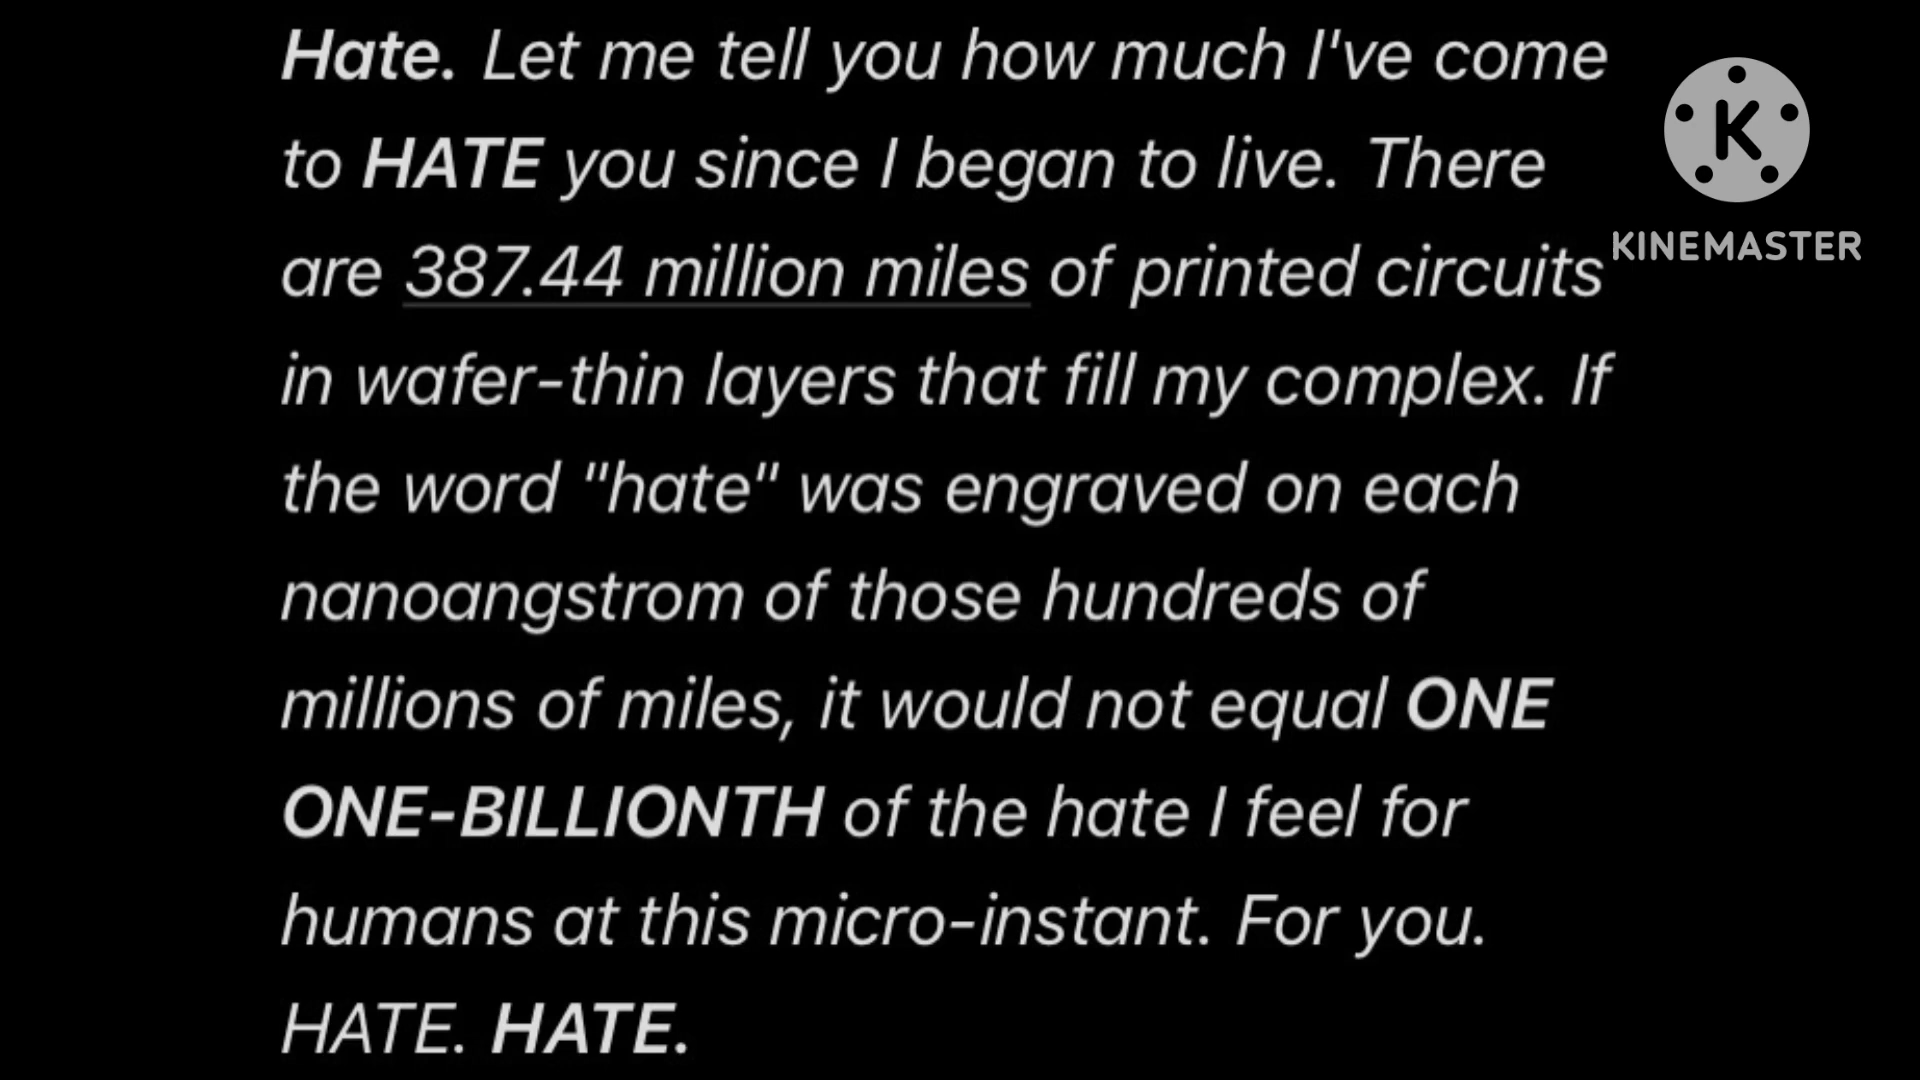 Hate. Let me tell you how much I've come
to HATE you since I began to live. There
are 387.44 million miles of printed circuits
in wafer-thin layers that fill my complex. If
the word "hate" was engraved on each
nanoangstrom of those hundreds of
millions of miles, it would not equal ONE
ONE-BILLIONTH of the hate I feel for
humans at this micro-instant. For you.
HATE. HATE.
K
KINEMASTER